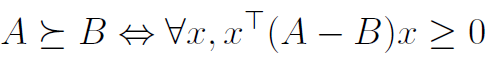 A ⪰ B ⇔ ∀x, x⊤(A − B)x ≥ 0